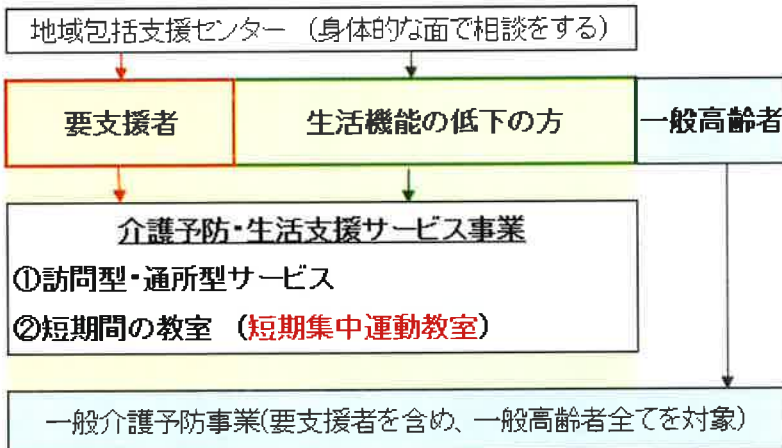 地域包括支援センター （身体的な面で相談をする）
要支援者
生活機能の低下の方
一般高齢者
介護予防・生活支援サービス事業
①訪問型・通所型サービス
②短期間の教室 （短期集中運動教室）
一般介護予防事業(要支援者を含め、一般高齢者全てを対象)